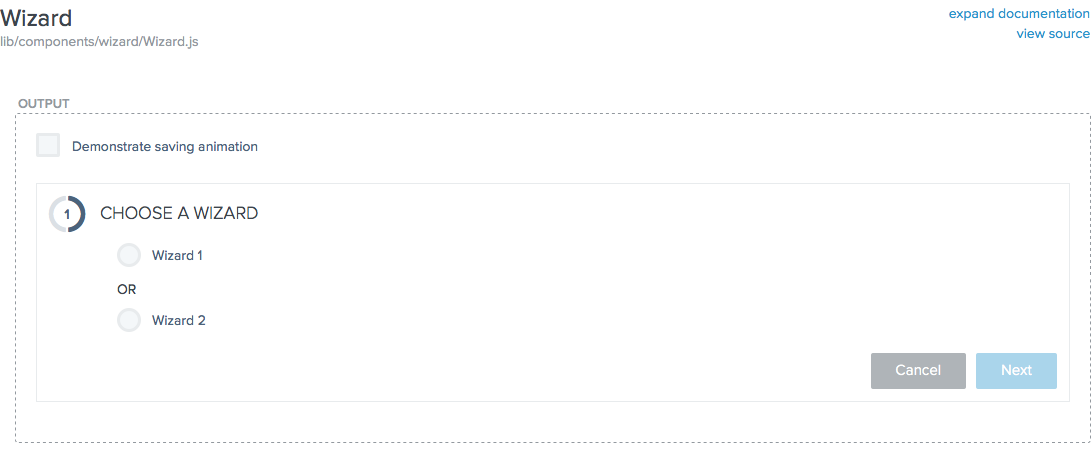 Wizard
expand documentation
lib/components/wizard/Wizard.js
view source
OUTPUT
Demonstrate saving animation
1
CHOOSE A WIZARD
Wizard 1
OR
Wizard 2
Cancel
Next